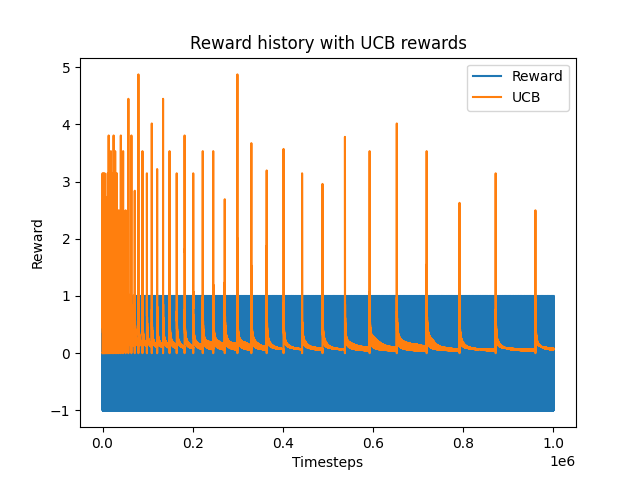 Reward history with UCB rewards
Reward
UCB
Reward
5
4
3
2
1
0
−1
0.0 0.2 0.4 0.6 0.8 1.0
1e6
Timesteps